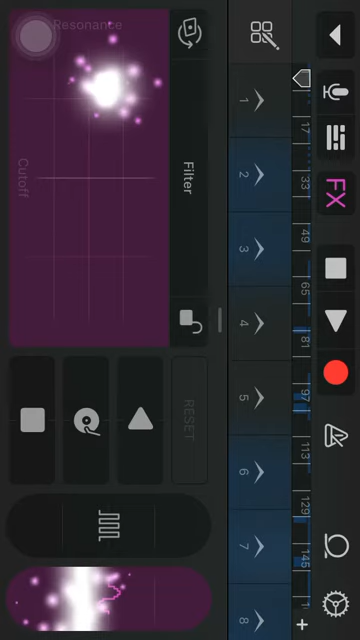 FX
1 17 33 49 65 81 97 113 129 145
1 2 3 4 5 6 7 8
Filter
Resonance
Cutoff
RESET